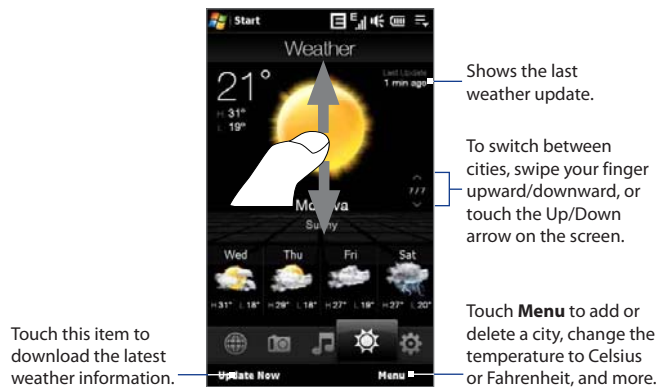 Start
Weather
21°
Last Update
1 min ago
H 31°
L 19°
7/7
Sunny
Wed Thu Fri Sat
H 31° L 18° H 29° L 18° H 27° L 19° H 27° L 20°
Update Now Menu
Shows the last
weather update.
To switch between
cities, swipe your finger
upward/downward, or
touch the Up/Down
arrow on the screen.
Touch Menu to add or
delete a city, change the
temperature to Celsius
or Fahrenheit, and more.
Touch this item to
download the latest
weather information.